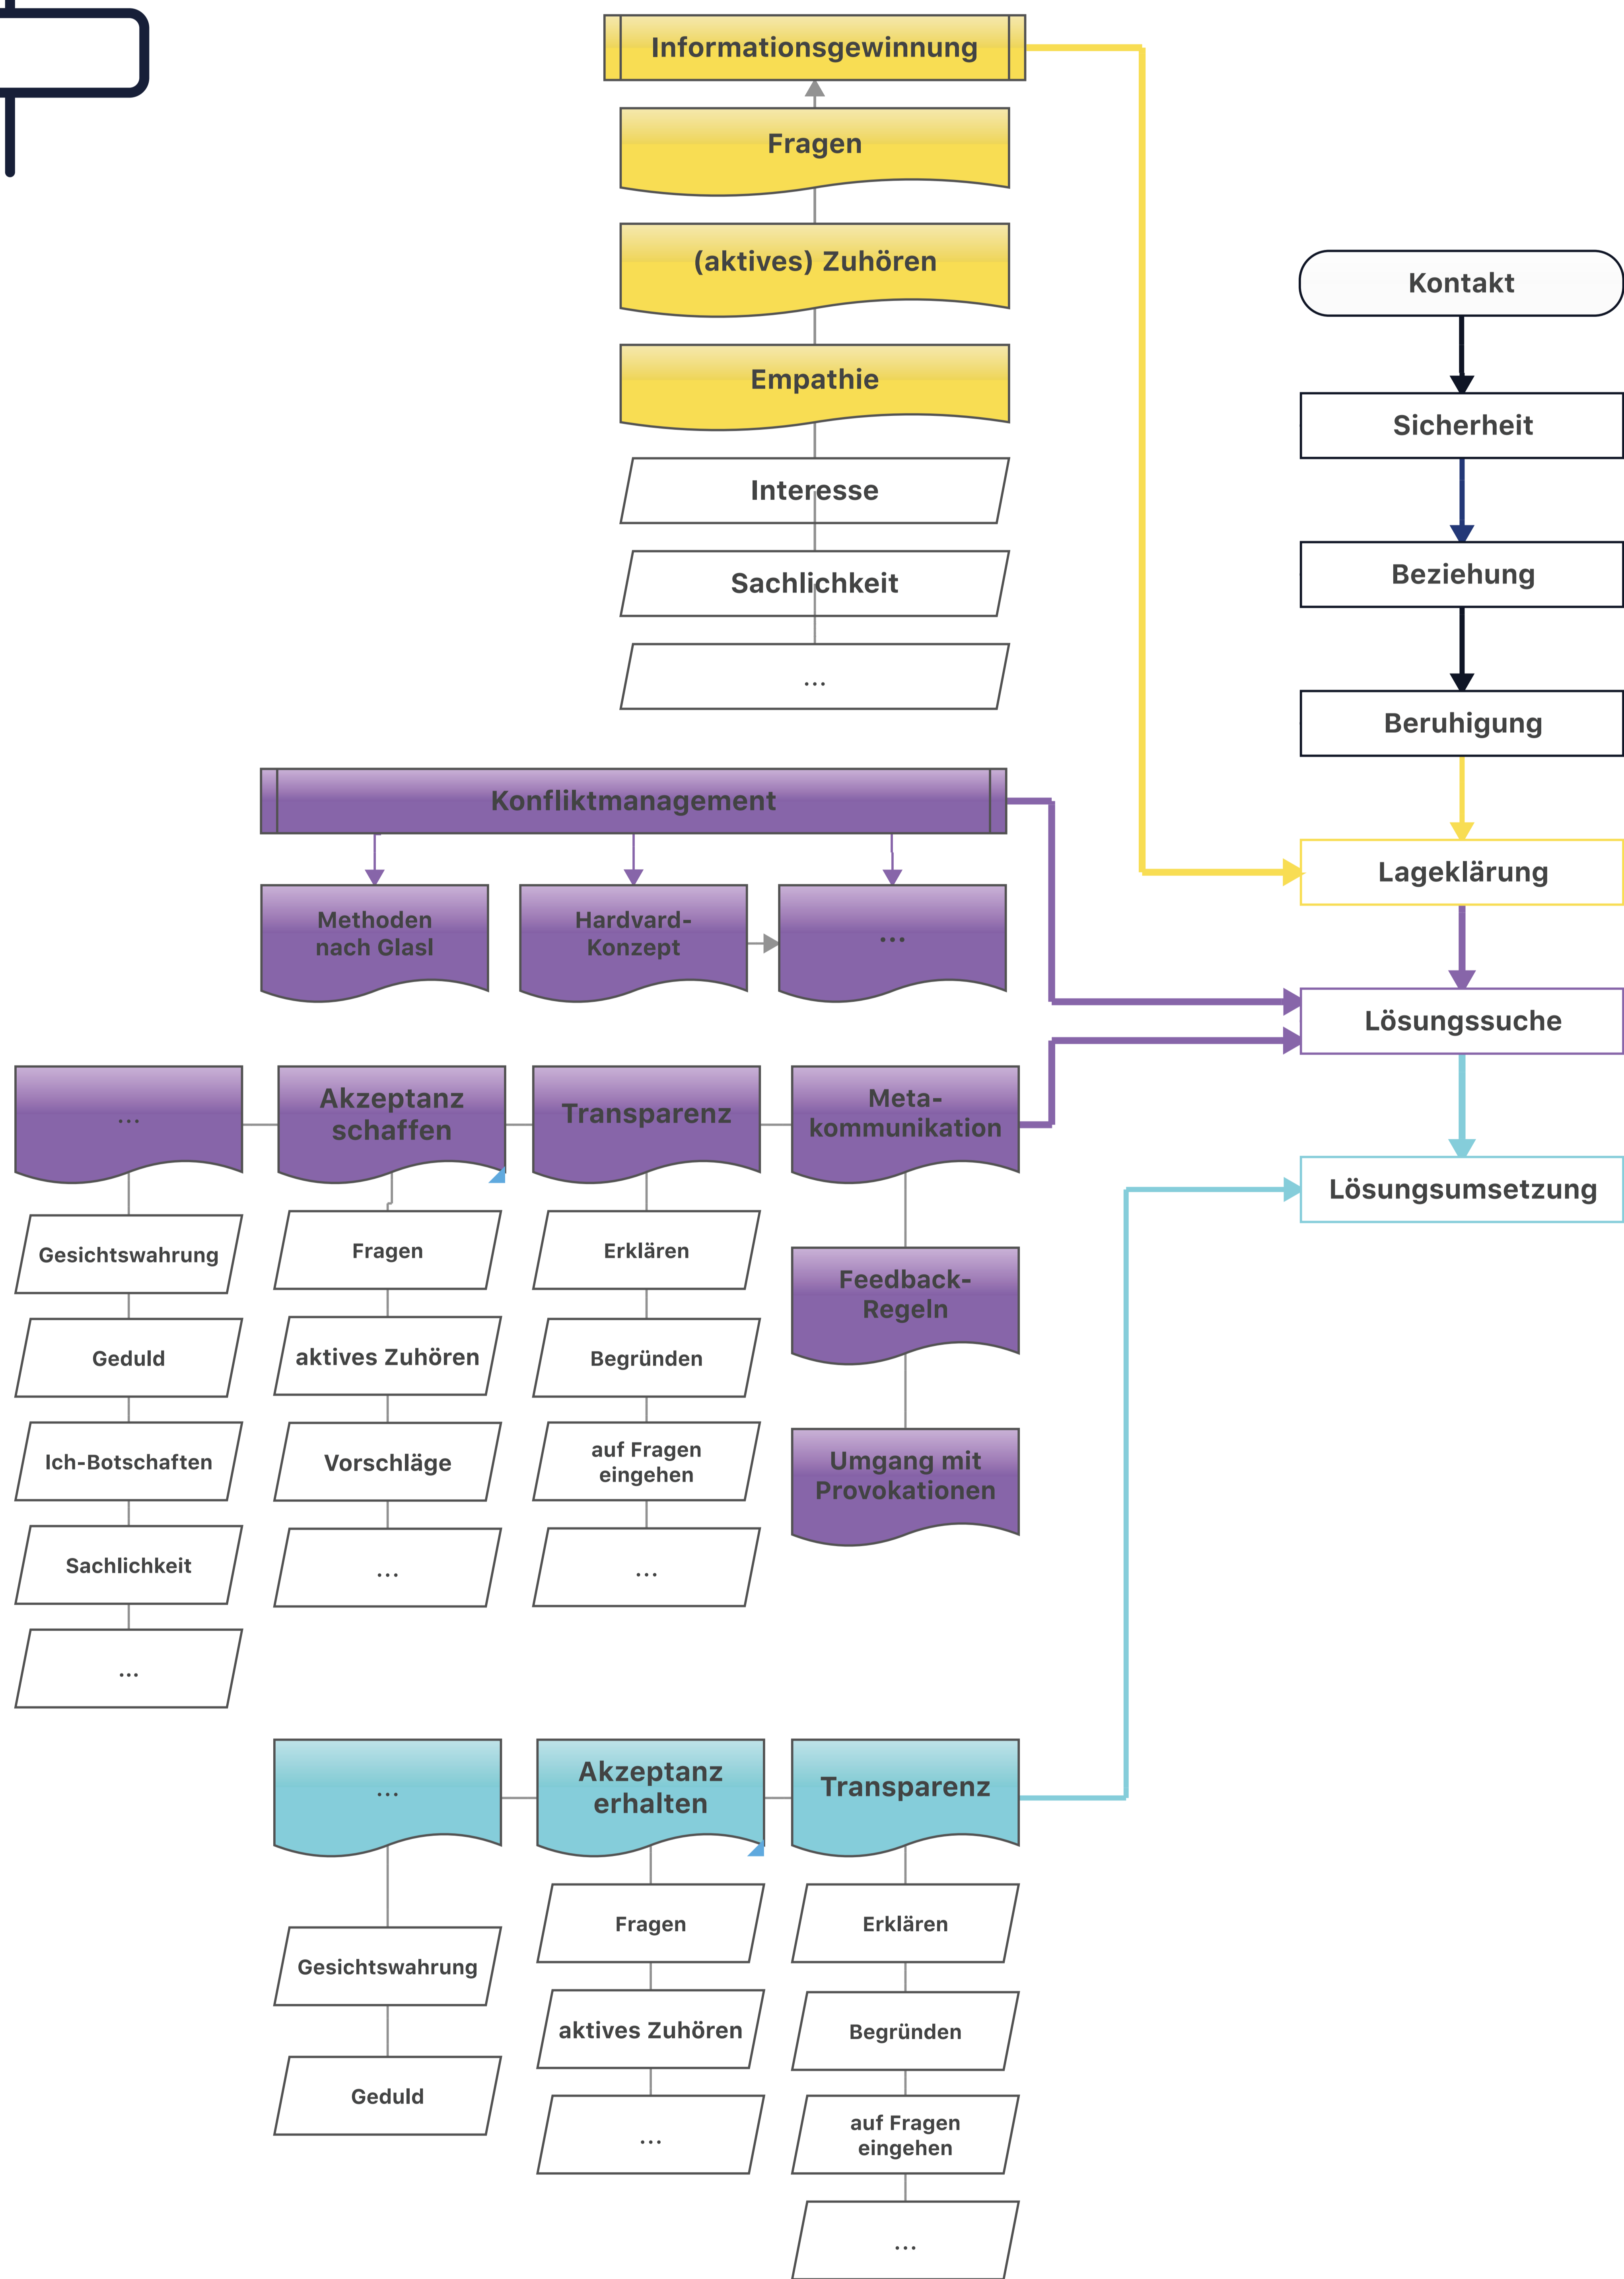 Informationsgewinnung
Fragen
(aktives) Zuhören
Empathie
Interesse
Sachlichkeit
...
Kontakt
Sicherheit
Beziehung
Beruhigung
Lageklärung
Lösungssuche
Lösungsumsetzung
Konfliktmanagement
Methoden
nach Glasl
Hardvard-
Konzept
...
...
Akzeptanz
schaffen
Transparenz
Meta-
kommunikation
Gesichtswahrung
Geduld
Ich-Botschaften
Sachlichkeit
...
Fragen
aktives Zuhören
Vorschläge
...
Erklären
Begründen
auf Fragen
eingehen
...
Feedback-
Regeln
Umgang mit
Provokationen
...
Akzeptanz
erhalten
Transparenz
Gesichtswahrung
Geduld
Fragen
aktives Zuhören
...
Erklären
Begründen
auf Fragen
eingehen
...